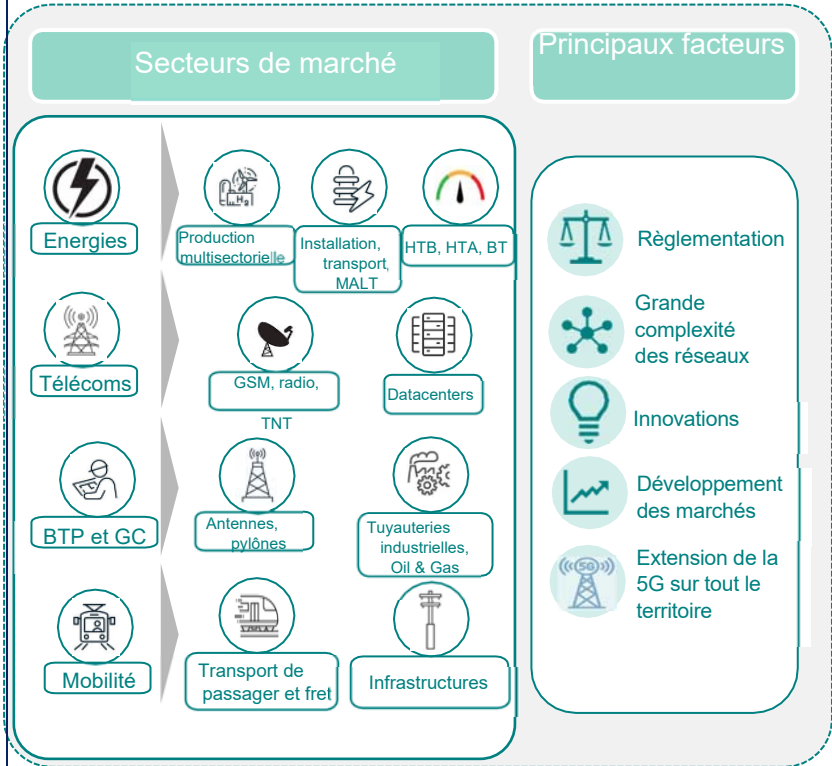 Secteurs de marché
Principaux facteurs
Energies
Production
multisectorielle
Installation,
transport,
MALT
HTB, HTA, BT
Télécoms
GSM, radio,
TNT
Datacenters
BTP et GC
Antennes,
pylônes
Tuyauteries
industrielles,
Oil & Gas
Mobilité
Transport de
passager et fret
Infrastructures
Règlementation
Grande
complexité
des réseaux
Innovations
Développement
des marchés
5G
Extension de la
5G sur tout le
territoire
H2